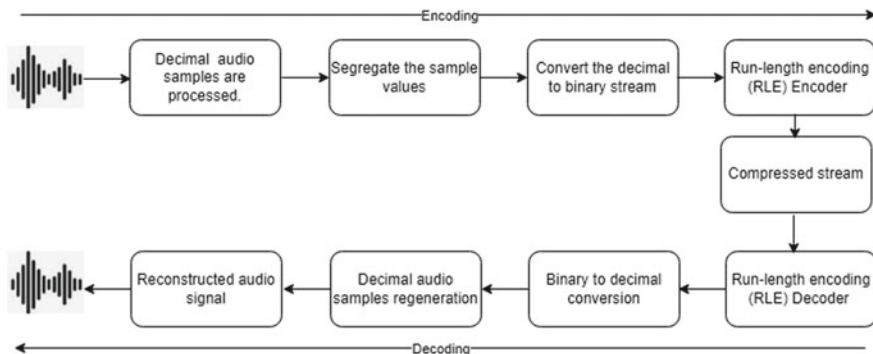 Encoding
Decimal audio
samples are
processed.
Segregate the sample
values
Convert the decimal
to binary stream
Run-length encoding
(RLE) Encoder
Compressed stream
Run-length encoding
(RLE) Decoder
Binary to decimal
conversion
Decimal audio
samples regeneration
Reconstructed audio
signal
Decoding